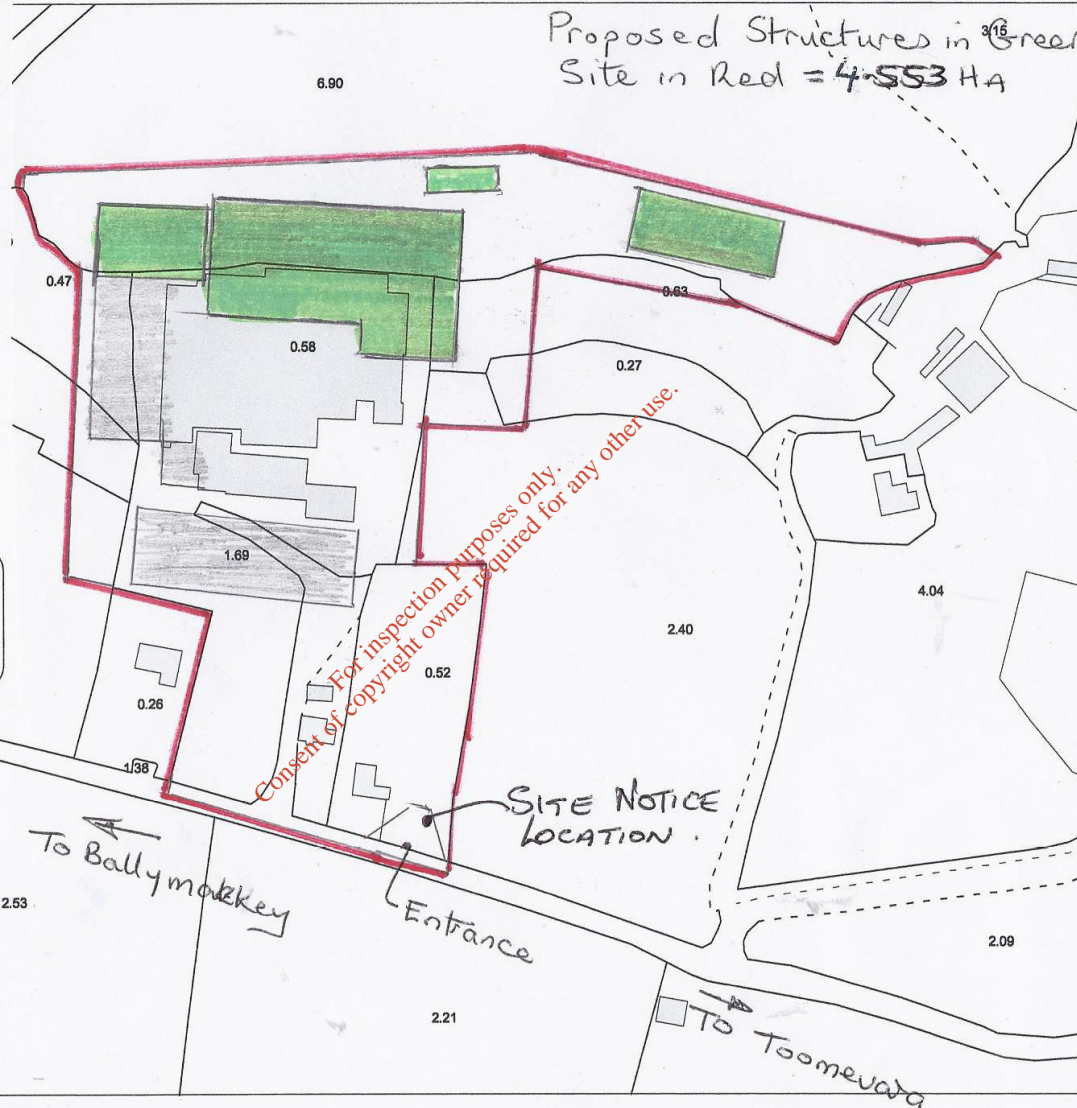 Proposed Structures in Green
3.15
Site in Red = 4.553 HA
6.90
0.47
0.63
0.58
0.27
For inspection purposes only.
Consent of copyright owner required for any other use.
1.69
4.04
2.40
0.52
0.26
1.38
SITE NOTICE
LOCATION.
To Ballymakkey
Entrance
2.53
2.09
2.21
To Toomevara